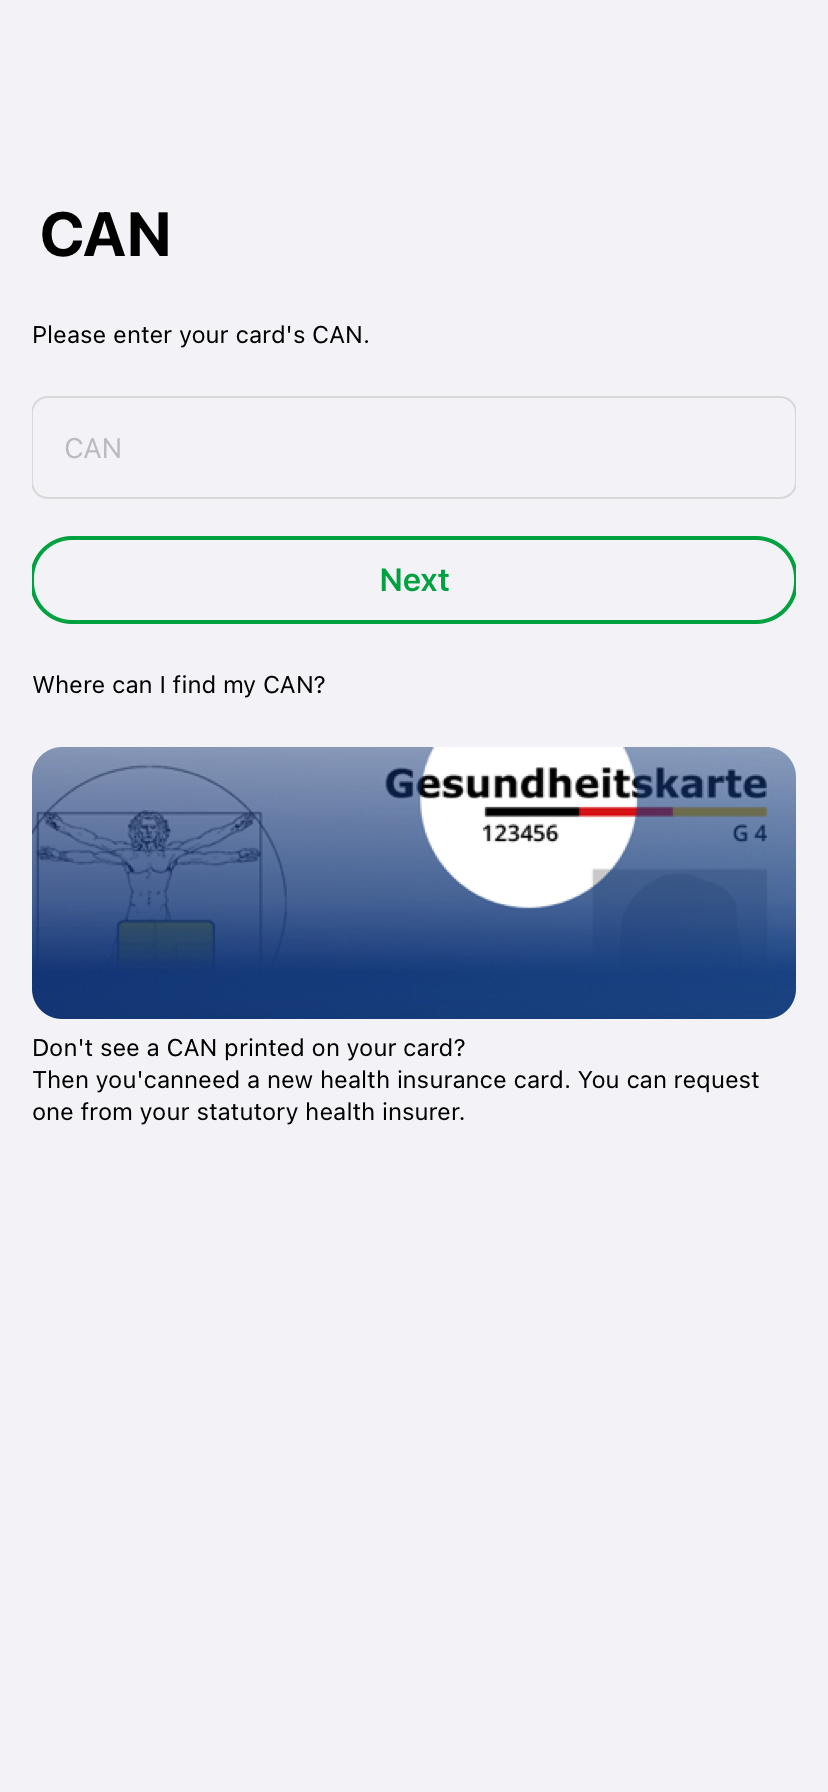 CAN
Please enter your card's CAN.
CAN
Next
Where can I find my CAN?
Gesundheitskarte
123456 G 4
Don't see a CAN printed on your card?
Then you'canneed a new health insurance card. You can request
one from your statutory health insurer.